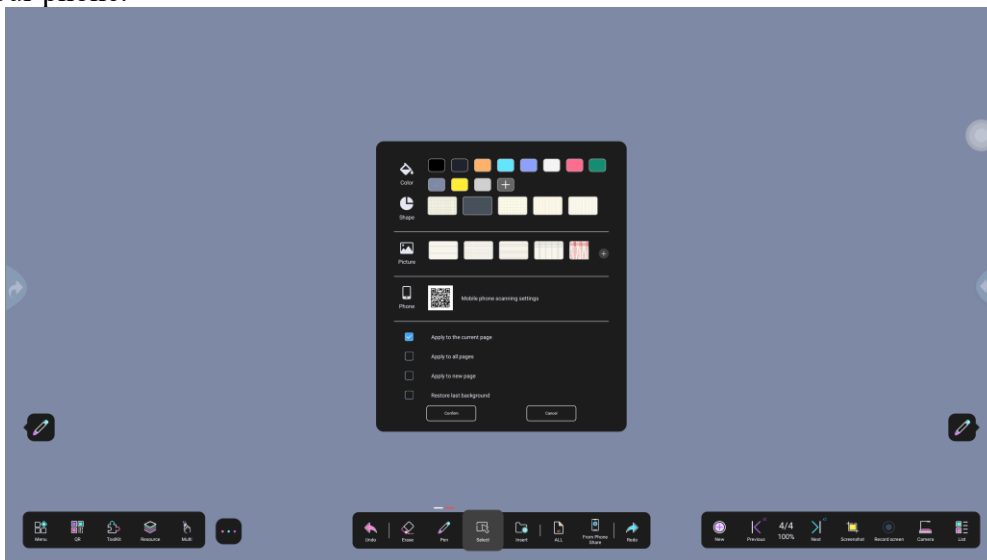 our phone.
Color
Shape
Picture
Phone
Mobile phone scanning settings
Apply to the current page
Apply to all pages
Apply to new page
Restore last background
Confirm
Cancel
Menu
QR
ToolKit
Resource
Multi
Undo
Erase
Pen
Select
Insert
ALL
From Phone
Share
Redo
New
Previous
4/4
100%
Next
Screenshot
Record screen
Camera
List